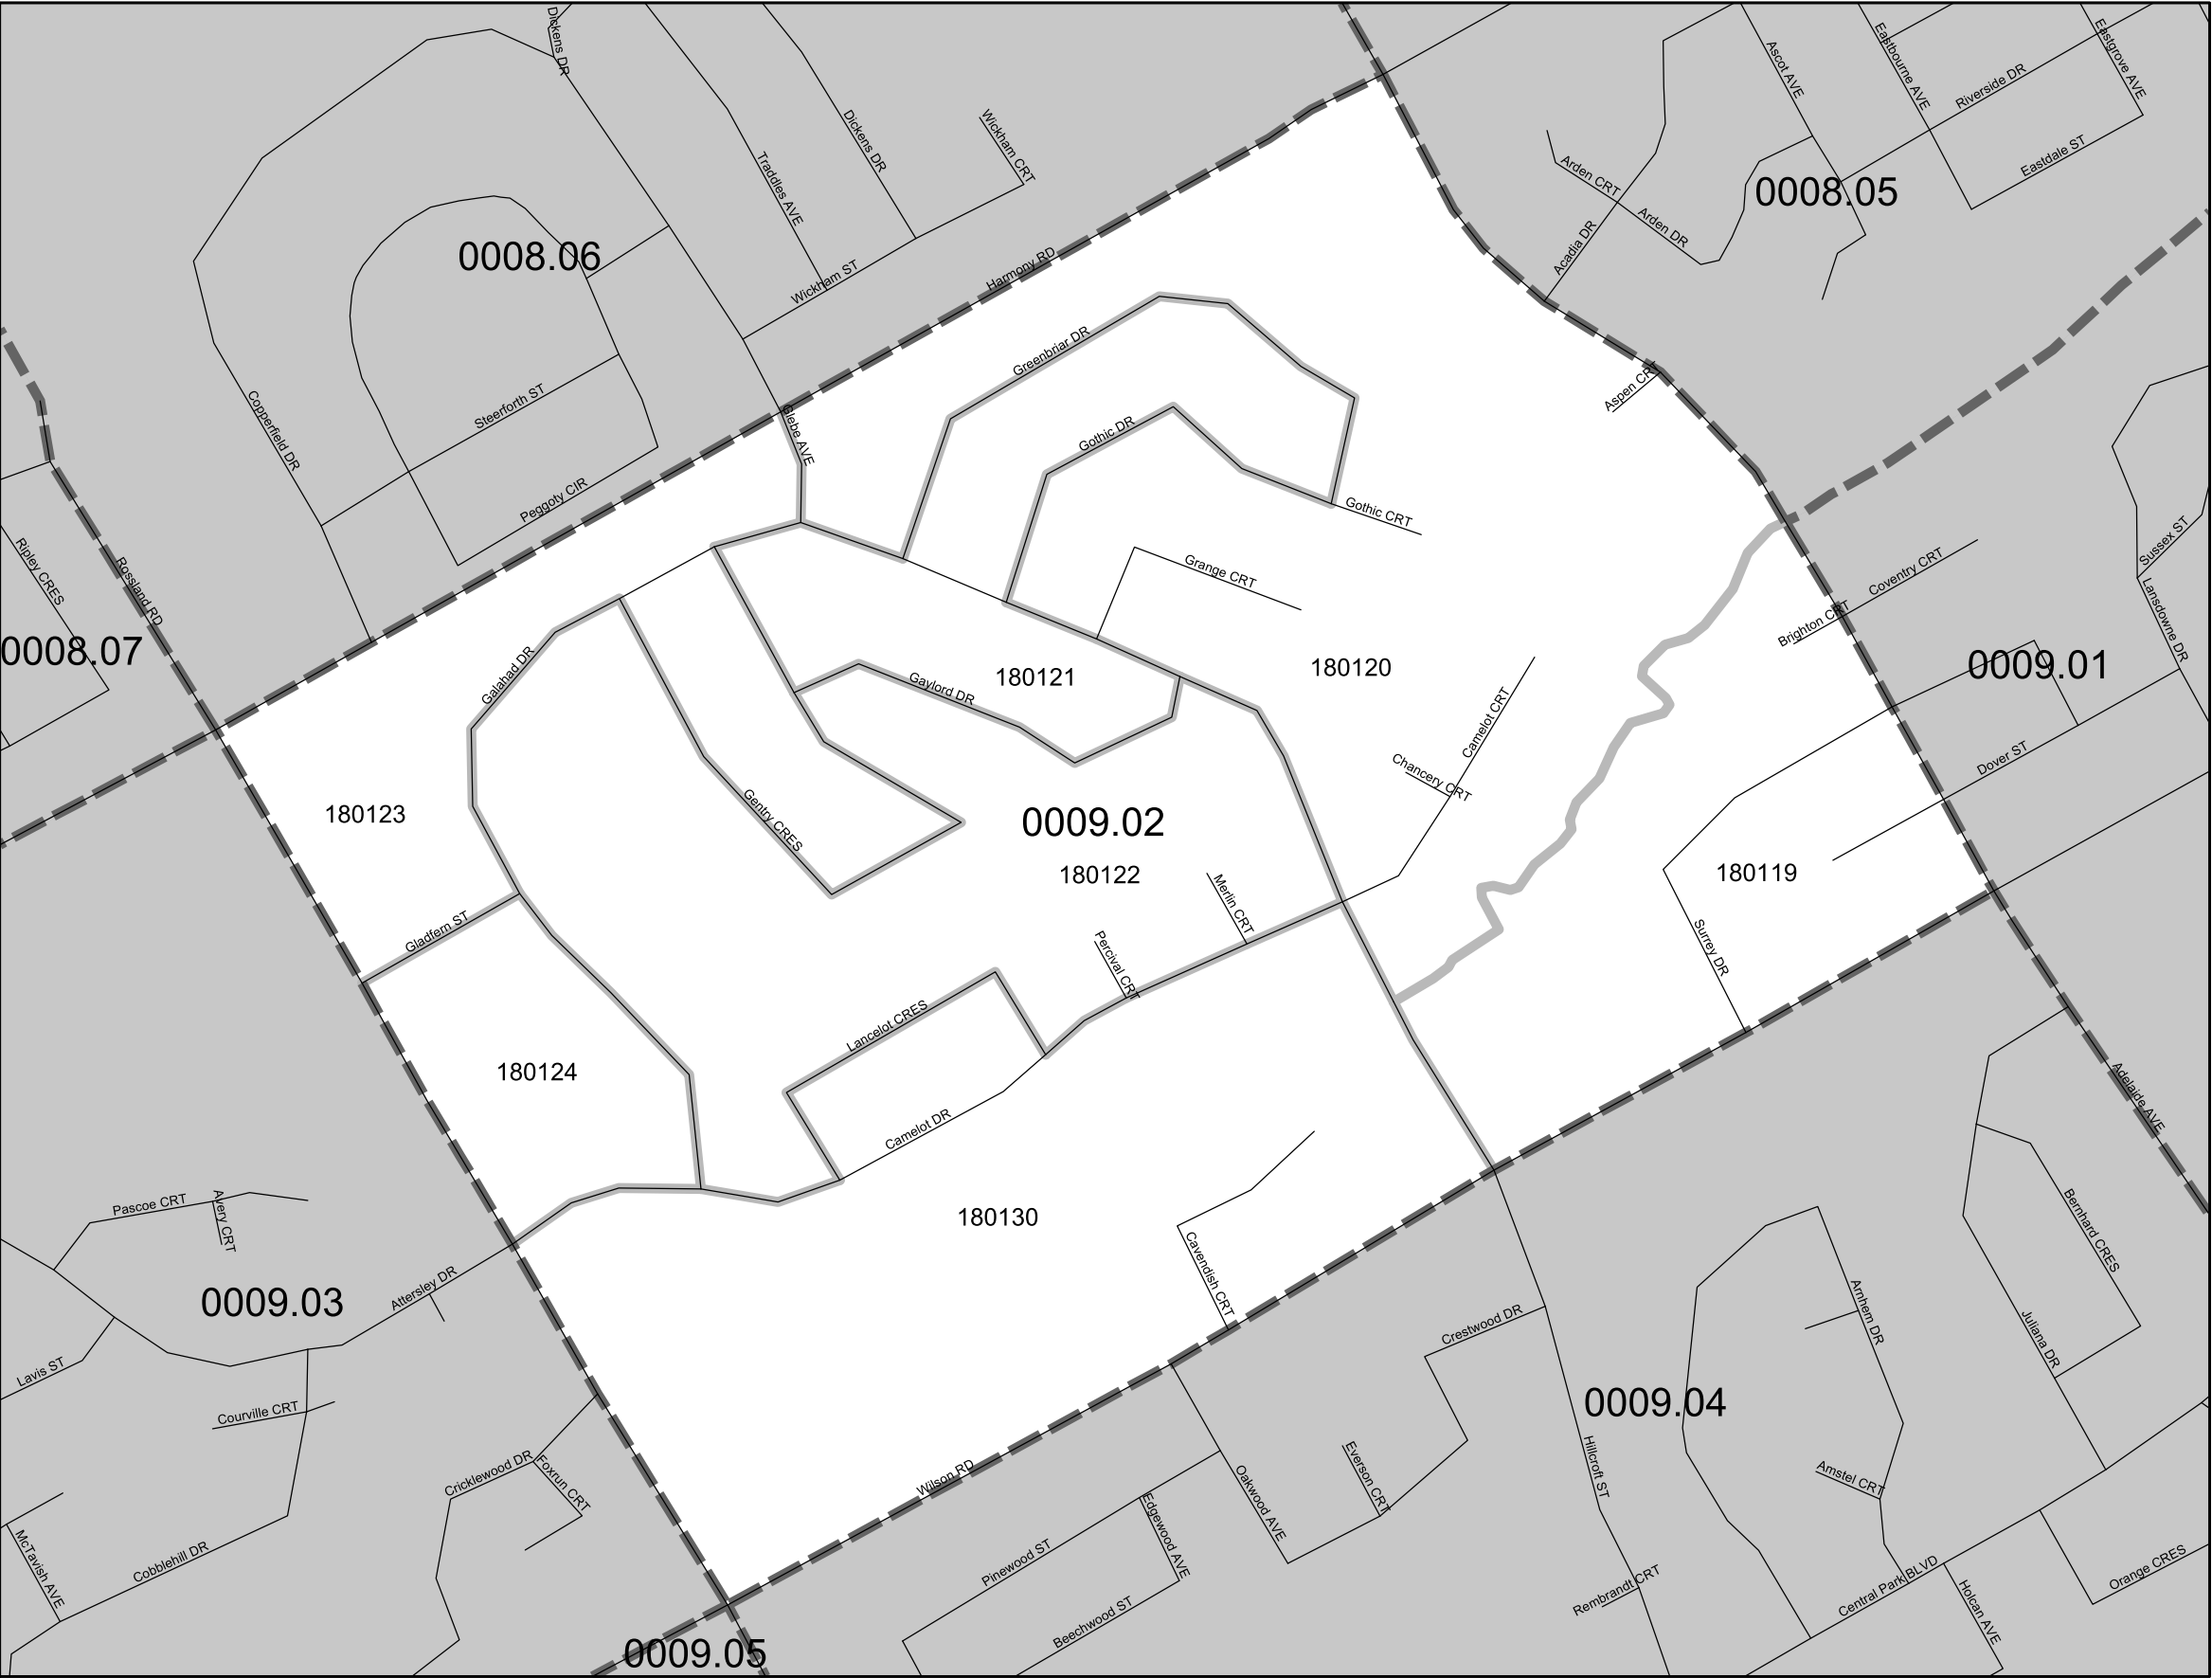 Dickens DR
Eastbourne AVE
Eastgrove AVE
Ascot AVE
Riverside DR
Dickens DR
Wickham CRT
Traddles AVE
Eastdale ST
Arden CRT
0008.05
Arden DR
0008.06
Acadia DR
Harmony RD
Wickham ST
Greenbriar DR
Aspen CRT
Steerforth ST
Copperfield DR
Glebe AVE
Gothic DR
Peggoty CIR
Gothic CRT
Sussex ST
Ripley CRES
Rossland RD
Grange CRT
Coventry CRT
Brighton CRT
Lansdowne DR
0008.07
Galahad DR
180121
180120
0009.01
Gaylord DR
Camelot CRT
Chancery CRT
Dover ST
180123
Gentry CRES
0009.02
180122
180119
Merlin CRT
Gladfern ST
Percival CRT
Surrey DR
Lancelot CRES
180124
Camelot DR
Adelaide AVE
Pascoe CRT
Avery CRT
180130
Bernhard CRES
Cavendish CRT
Attersley DR
0009.03
Arnhem DR
Crestwood DR
Juliana DR
Lavis ST
0009.04
Courville CRT
Cricklewood DR
Foxrun CRT
Wilson RD
Everson CRT
Hillcroft ST
Oakwood AVE
Amstel CRT
Edgewood AVE
McTavish AVE
Cobblehill DR
Pinewood ST
Orange CRES
Rembrandt CRT
Central Park BLVD
Holcan AVE
Beechwood ST
0009.05